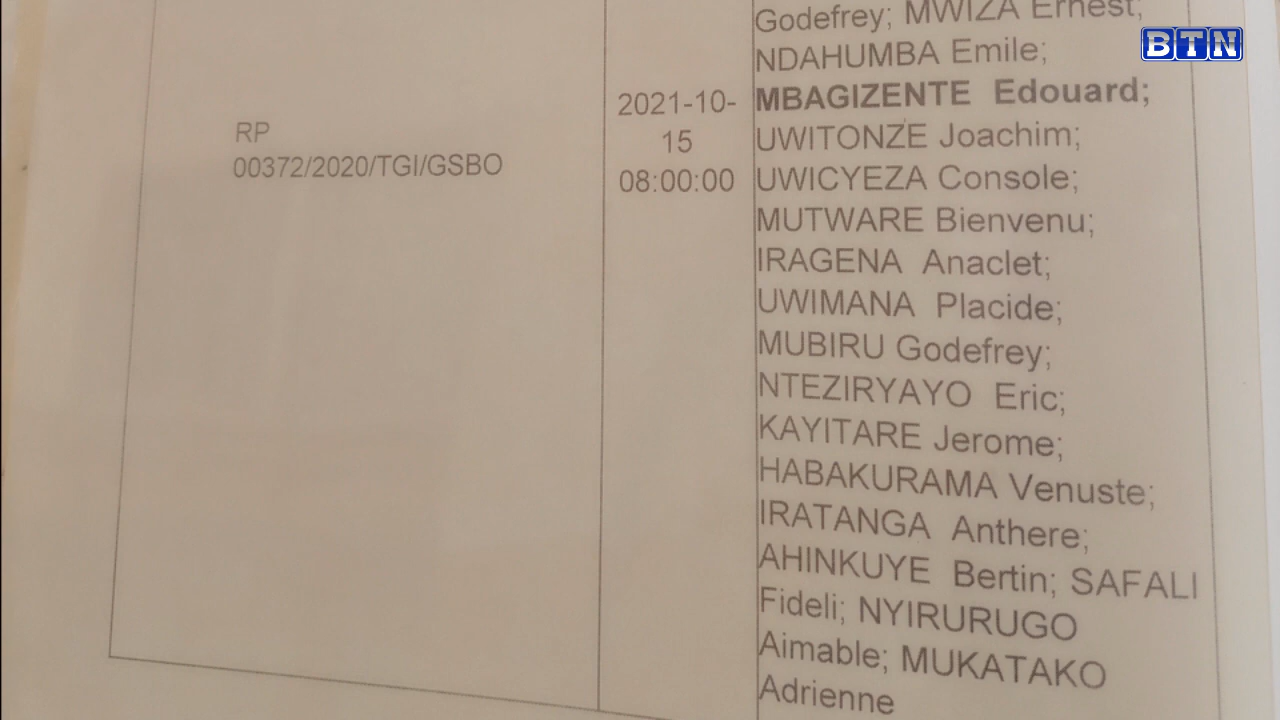 BTN
RP
00372/2020/TGI/GSBO
2021-10-
15
08:00:00
Godefrey; MWIZA Ernest;
NDAHUMBA Emile;
MBAGIZENTE Edouard;
UWITONZE Joachim;
UWICYEZA Console;
MUTWARE Bienvenu;
IRAGENA Anaclet;
UWIMANA Placide;
MUBIRU Godefrey;
NTEZIRYAYO Eric;
KAYITARE Jerome;
HABAKURAMA Venuste;
IRATANGA Anthere;
AHINKUYE Bertin; SAFALI
Fideli; NYIRURUGO
Aimable; MUKATAKO
Adrienne